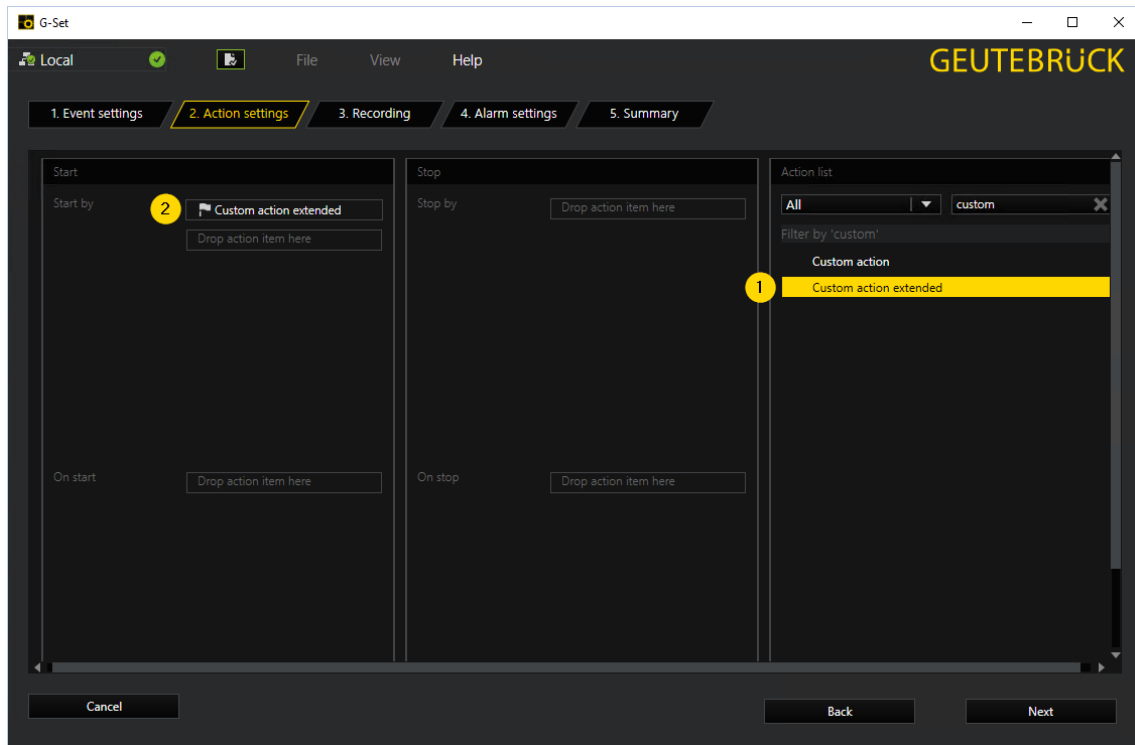 G-Set
Local File View Help GEUTEBRÜCK
1. Event settings 2. Action settings 3. Recording 4. Alarm settings 5. Summary
Start Stop Action list
Start by 2 Custom action extended Stop by Drop action item here All custom
Drop action item here Filter by 'custom'
Custom action
1 Custom action extended
On start Drop action item here On stop Drop action item here
Cancel Back Next